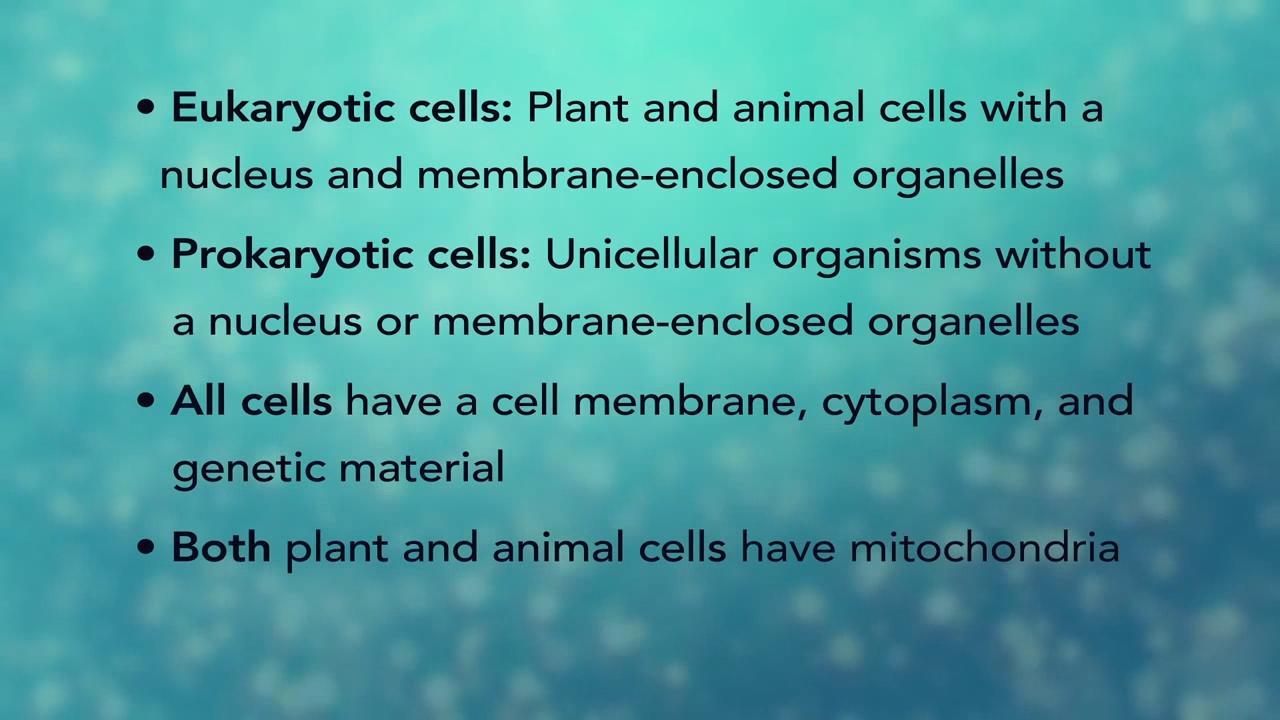 • Eukaryotic cells: Plant and animal cells with a
nucleus and membrane-enclosed organelles
• Prokaryotic cells: Unicellular organisms without
a nucleus or membrane-enclosed organelles
• All cells have a cell membrane, cytoplasm, and
genetic material
• Both plant and animal cells have mitochondria